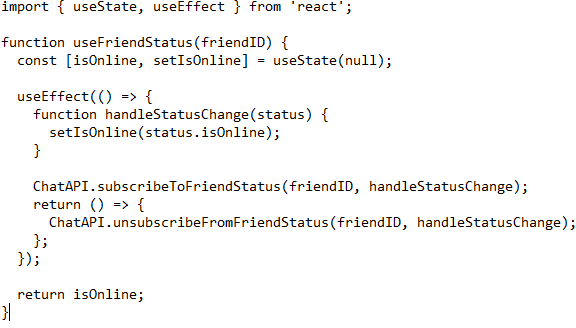 import { useState, useEffect } from 'react';

function useFriendStatus(friendID) {
  const [isOnline, setIsOnline] = useState(null);

  useEffect(() => {
    function handleStatusChange(status) {
      setIsOnline(status.isOnline);
    }

    ChatAPI.subscribeToFriendStatus(friendID, handleStatusChange);
    return () => {
      ChatAPI.unsubscribeFromFriendStatus(friendID, handleStatusChange);
    };
  });

  return isOnline;
}